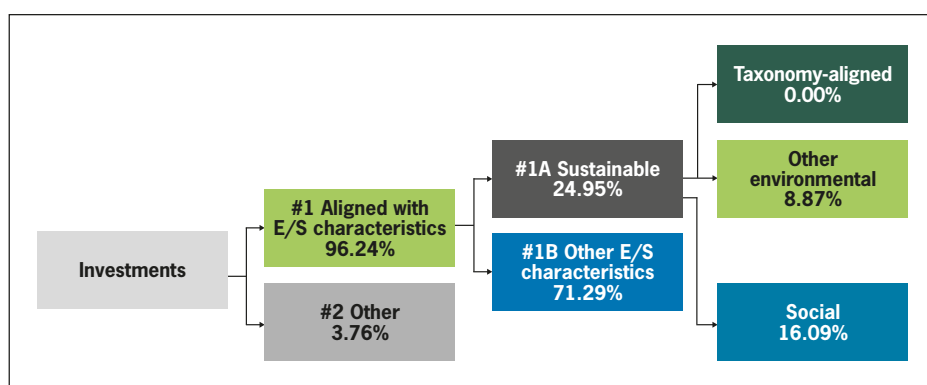 Investments
#1 Aligned with
E/S characteristics
96.24%
#2 Other
3.76%
#1A Sustainable
24.95%
#1B Other E/S
characteristics
71.29%
Taxonomy-aligned
0.00%
Other
environmental
8.87%
Social
16.09%